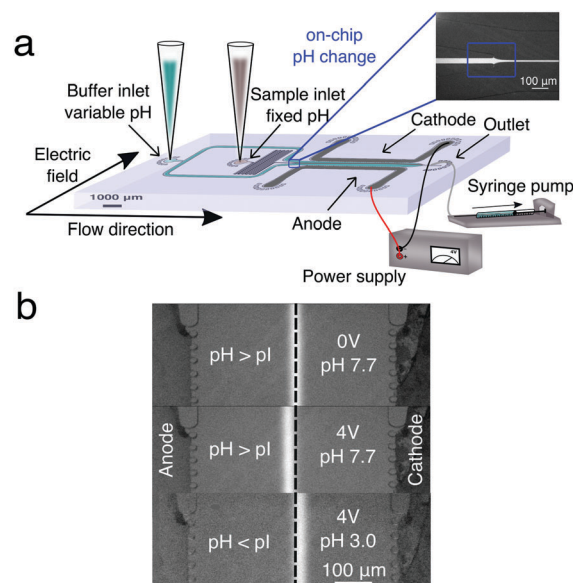 a
on-chip
pH change
100 μm
Buffer inlet
variable pH
Sample inlet
fixed pH
Cathode
Outlet
Electric
field
1000 μm
Flow direction
Anode
Syringe pump
4V
Power supply
b
Anode
pH > pI
0V
pH 7.7
pH > pI
4V
pH 7.7
pH < pI
4V
pH 3.0
100 μm
Cathode